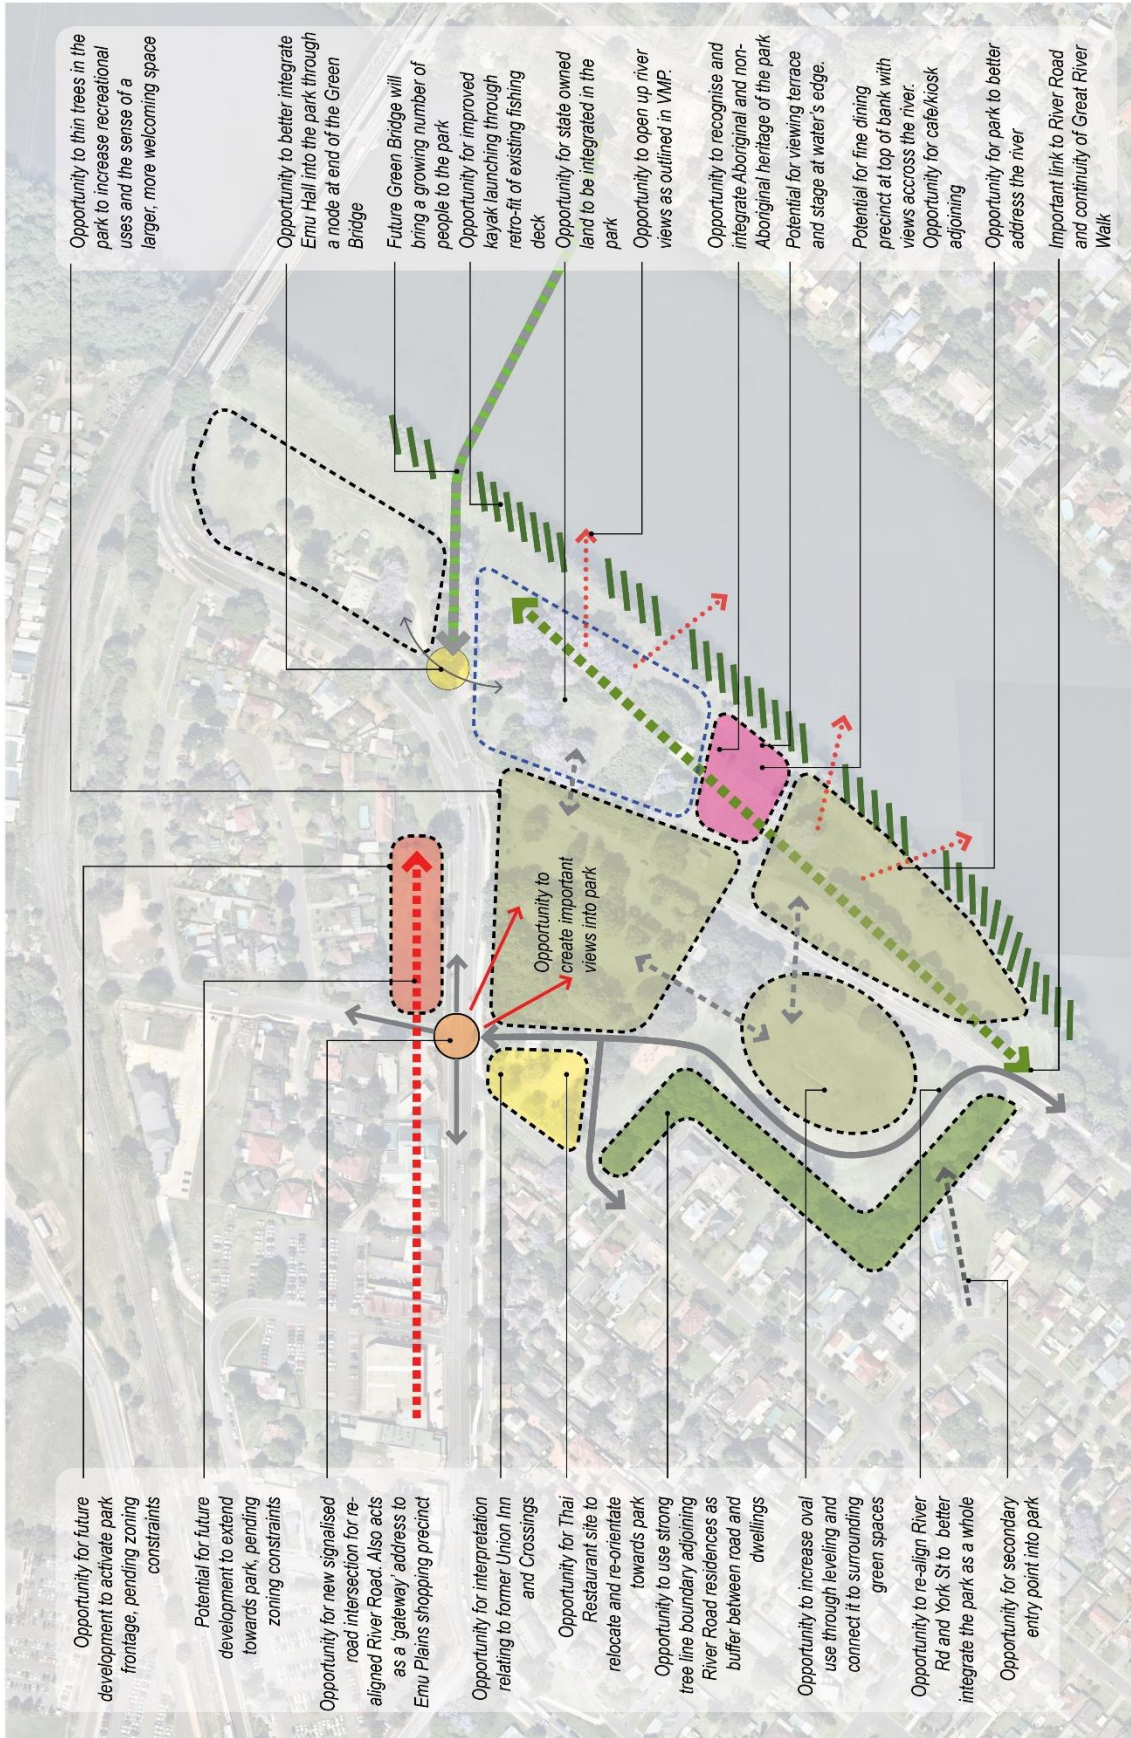 Opportunity for future
development to activate park
frontage, pending zoning
constraints
Potential for future
development to extend
towards park, pending
zoning constraints
Opportunity for new signalised
road intersection for re-
aligned River Road. Also acts
as a 'gateway' address to
Emu Plains shopping precinct
Opportunity for interpretation
relating to former Union Inn
and Crossings
Opportunity for Thai
Restaurant site to
relocate and re-orientate
towards park
Opportunity to use strong
tree line boundary adjoining
River Road residences as
buffer between road and
dwellings
Opportunity to increase oval
use through leveling and
connect it to surrounding
green spaces
Opportunity to re-align River
Rd and York St to better
integrate the park as a whole
Opportunity for secondary
entry point into park
Opportunity to
create important
views into park
Opportunity to thin trees in the
park to increase recreational
uses and the sense of a
larger, more welcoming space
Opportunity to better integrate
Emu Hall into the park through
a node at end of the Green
Bridge
Future Green Bridge will
bring a growing number of
people to the park
Opportunity for improved
kayak launching through
retro-fit of existing fishing
deck
Opportunity for state owned
land to be integrated in the
park
Opportunity to open up river
views as outlined in VMP.
Opportunity to recognise and
integrate Aboriginal and non-
Aboriginal heritage of the park
Potential for viewing terrace
and stage at water's edge.
Potential for fine dining
precinct at top of bank with
views accross the river.
Opportunity for cafe/kiosk
adjoining
Opportunity for park to better
address the river
Important link to River Road
and continuity of Great River
Walk